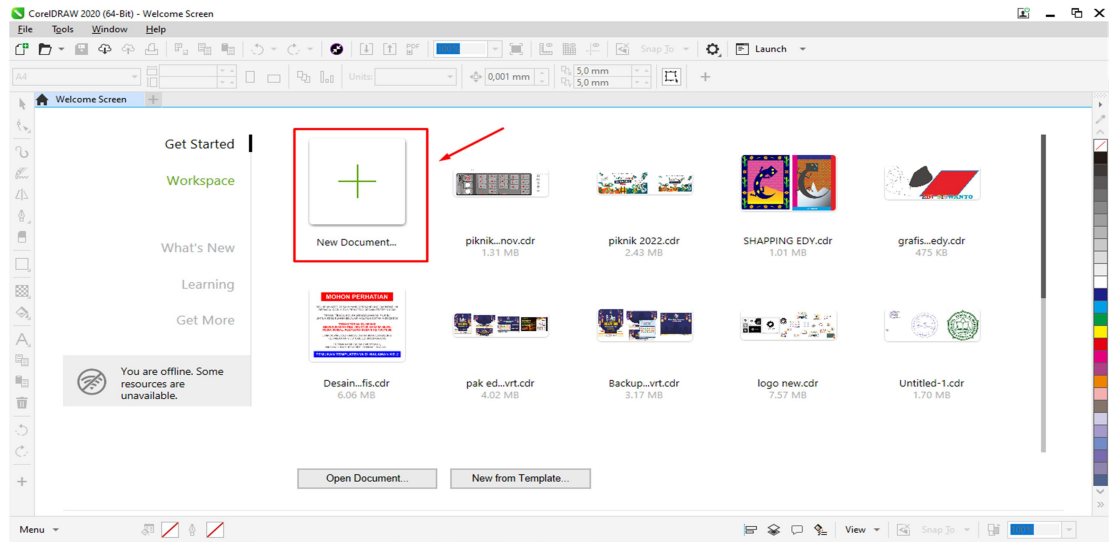 CorelDRAW 2020 (64-Bit) - Welcome Screen
File Tools Window Help
PDF Snap To Launch
A4 Units: 0,001 mm 5,0 mm
5,0 mm
Welcome Screen
Get Started
Workspace
What's New
Learning
Get More
You are offline. Some
resources are
unavailable.
New Document...
piknik...nov.cdr
1.31 MB
piknik 2022.cdr
2.43 MB
SHAPPING EDY.cdr
1.01 MB
grafis...edy.cdr
475 KB
MOHON PERHATIAN
Desain...fis.cdr
6.06 MB
pak ed...vrt.cdr
4.02 MB
Backup...vrt.cdr
3.17 MB
logo new.cdr
7.57 MB
Untitled-1.cdr
1.70 MB
Open Document...
New from Template...
Menu View Snap To